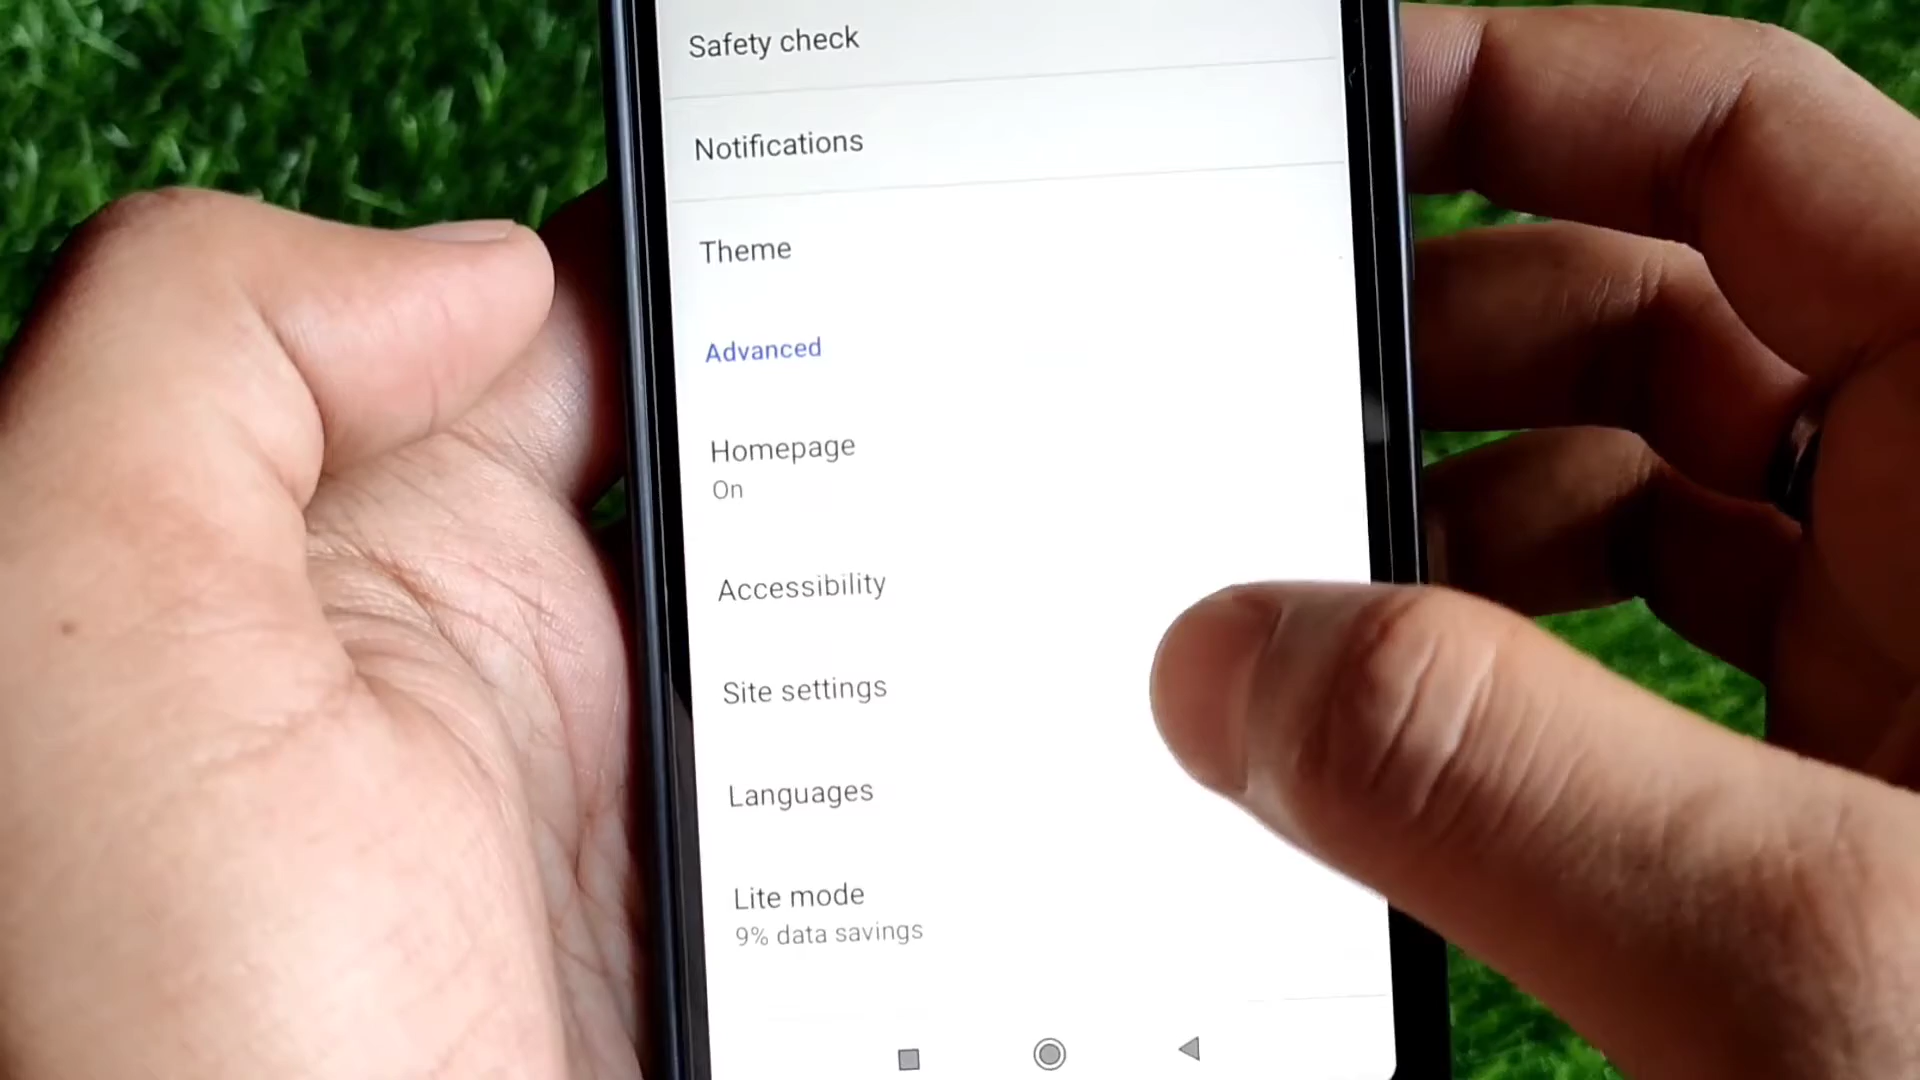 Safety check
Notifications
Theme
Advanced
Homepage
On
Accessibility
Site settings
Languages
Lite mode
9% data savings